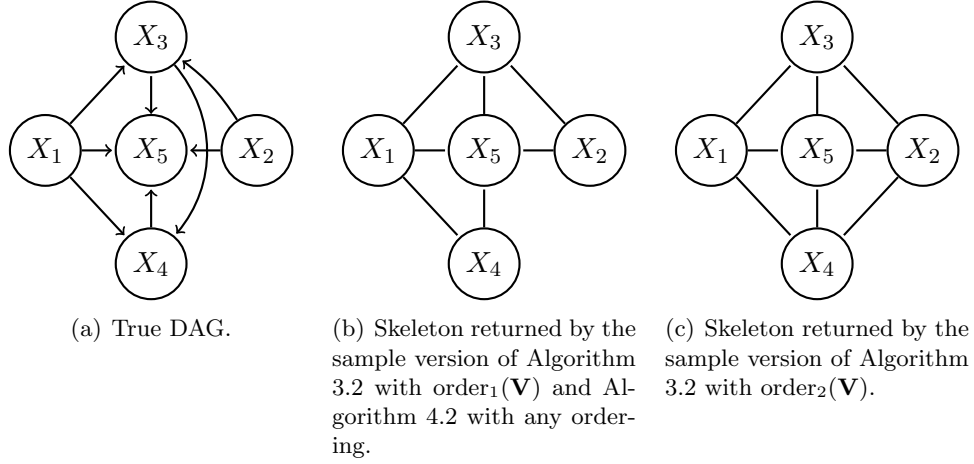 X₃ X₃ X₃
X₁ X₅ X₂ X₁ X₅ X₂ X₁ X₅ X₂
X₄ X₄ X₄
(a) True DAG.
(b) Skeleton returned by the
sample version of Algorithm
3.2 with order₁(V) and Al-
gorithm 4.2 with any order-
ing.
(c) Skeleton returned by the
sample version of Algorithm
3.2 with order₂(V).